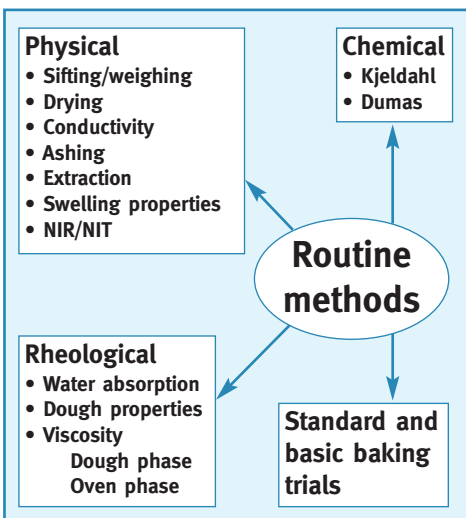 Physical
• Sifting/weighing
• Drying
• Conductivity
• Ashing
• Extraction
• Swelling properties
• NIR/NIT
Chemical
• Kjeldahl
• Dumas
Routine
methods
Rheological
• Water absorption
• Dough properties
• Viscosity
Dough phase
Oven phase
Standard and
basic baking
trials